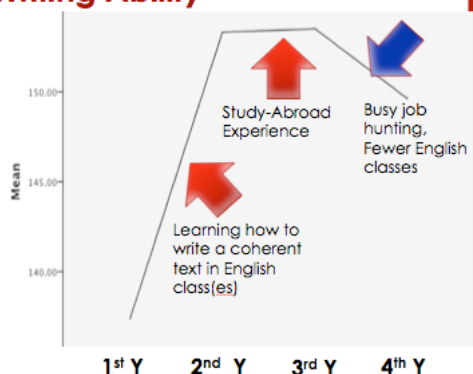 Ability
150.00
Study-Abroad
Experience
Busy job
hunting,
Fewer English
classes
Mean
145.00
Learning how to
write a coherent
text in English
class(es)
140.00
1st Y 2nd Y 3rd Y 4th Y